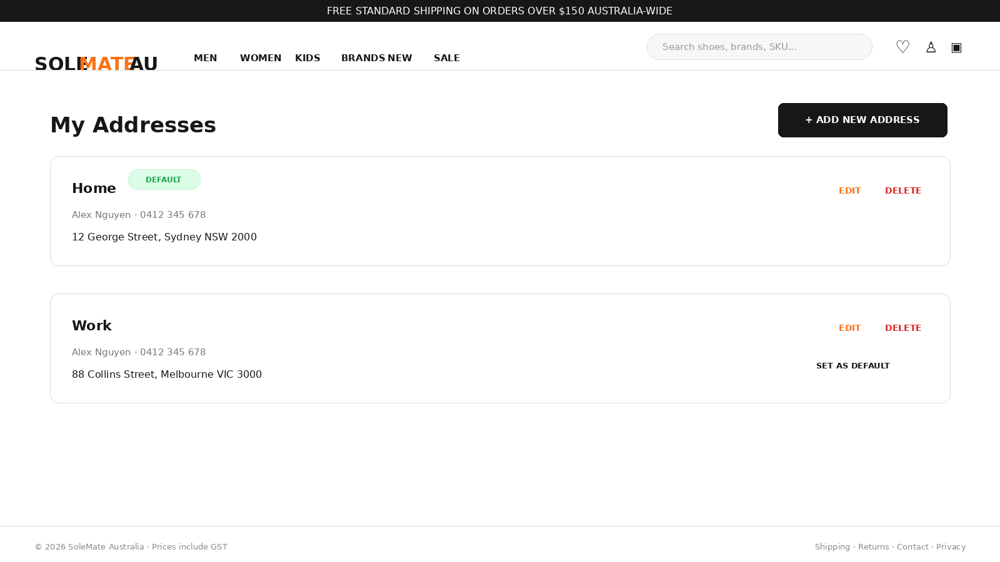 FREE STANDARD SHIPPING ON ORDERS OVER $150 AUSTRALIA-WIDE
SOLEMATEAU MEN WOMEN KIDS BRANDS NEW SALE Search shoes, brands, SKU...
My Addresses
+ ADD NEW ADDRESS
Home DEFAULT
EDIT DELETE
Alex Nguyen · 0412 345 678
12 George Street, Sydney NSW 2000
Work
EDIT DELETE
Alex Nguyen · 0412 345 678
88 Collins Street, Melbourne VIC 3000
SET AS DEFAULT
© 2026 SoleMate Australia · Prices include GST
Shipping · Returns · Contact · Privacy